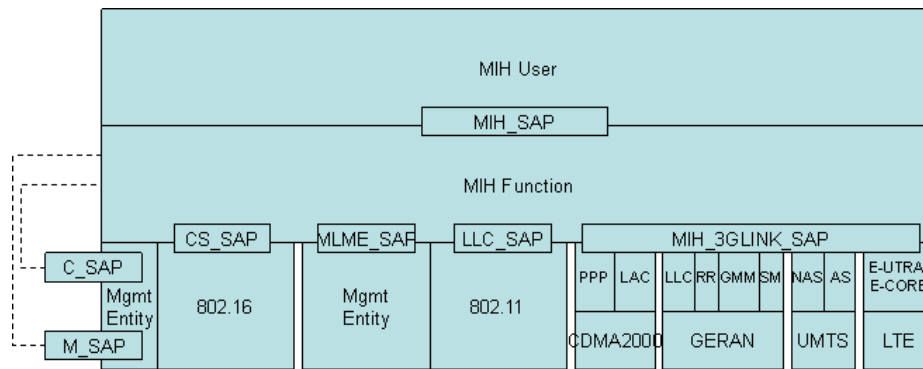 MIH User
MIH_SAP
MIH Function
CS_SAP
MLME_SAP
LLC_SAP
MIH_3GLINK_SAP
C_SAP
Mgmt
Entity
802.16
Mgmt
Entity
802.11
PPP
LAC
LLC
RR
GMM
SM
NAS
AS
E-UTRA
E-CORE
M_SAP
CDMA2000
GERAN
UMTS
LTE